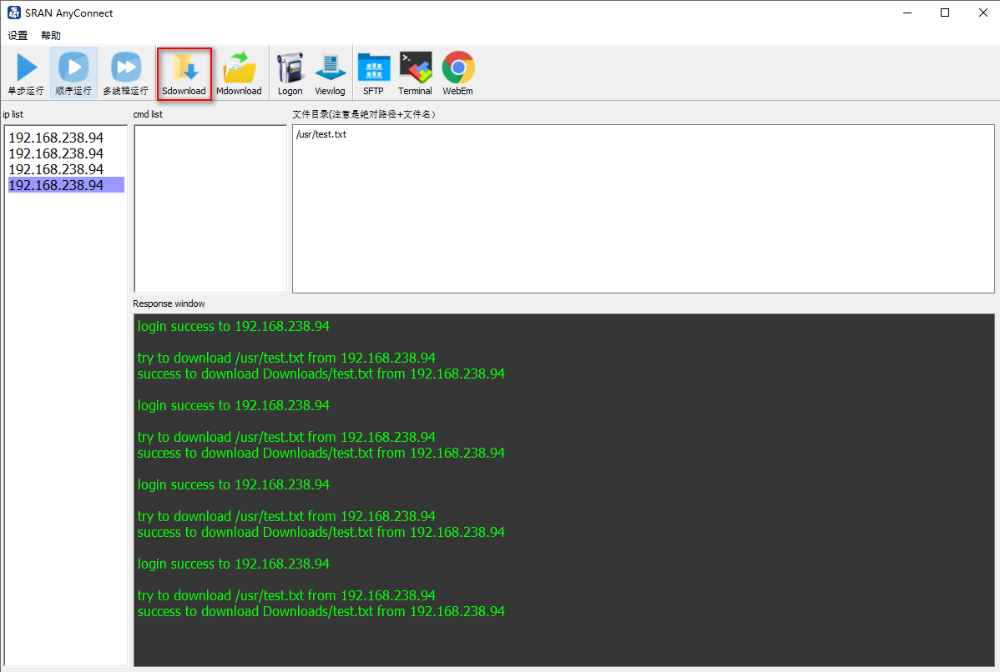 SRAN AnyConnect
设置 帮助
单步运行 顺序运行 多线程运行 Sdownload Mdownload Logon Viewlog SFTP Terminal WebEm
ip list
192.168.238.94
192.168.238.94
192.168.238.94
192.168.238.94
cmd list
文件目录(注意是绝对路径+文件名)
/usr/test.txt
Response window
login success to 192.168.238.94
try to download /usr/test.txt from 192.168.238.94
success to download Downloads/test.txt from 192.168.238.94
login success to 192.168.238.94
try to download /usr/test.txt from 192.168.238.94
success to download Downloads/test.txt from 192.168.238.94
login success to 192.168.238.94
try to download /usr/test.txt from 192.168.238.94
success to download Downloads/test.txt from 192.168.238.94
login success to 192.168.238.94
try to download /usr/test.txt from 192.168.238.94
success to download Downloads/test.txt from 192.168.238.94